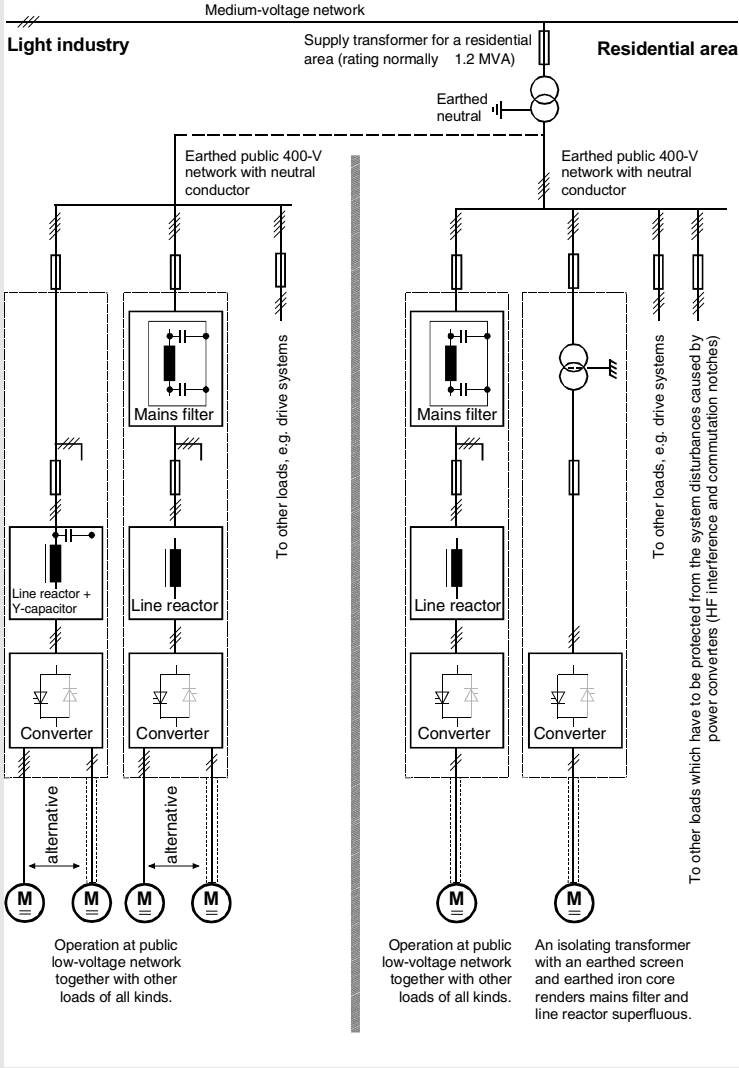 Medium-voltage network
Light industry
Supply transformer for a residential
area (rating normally 1.2 MVA)
Residential area
Earthed
neutral
Earthed public 400-V
network with neutral
conductor
Earthed public 400-V
network with neutral
conductor
Mains filter
Mains filter
To other loads, e.g. drive systems
To other loads, e.g. drive systems
To other loads which have to be protected from the system disturbances caused by
power converters (HF interference and commutation notches)
Line reactor +
Y-capacitor
Line reactor
Line reactor
Converter
Converter
Converter
Converter
alternative
alternative
M
M
M
M
M
M
Operation at public
low-voltage network
together with other
loads of all kinds.
Operation at public
low-voltage network
together with other
loads of all kinds.
An isolating transformer
with an earthed screen
and earthed iron core
renders mains filter and
line reactor superfluous.